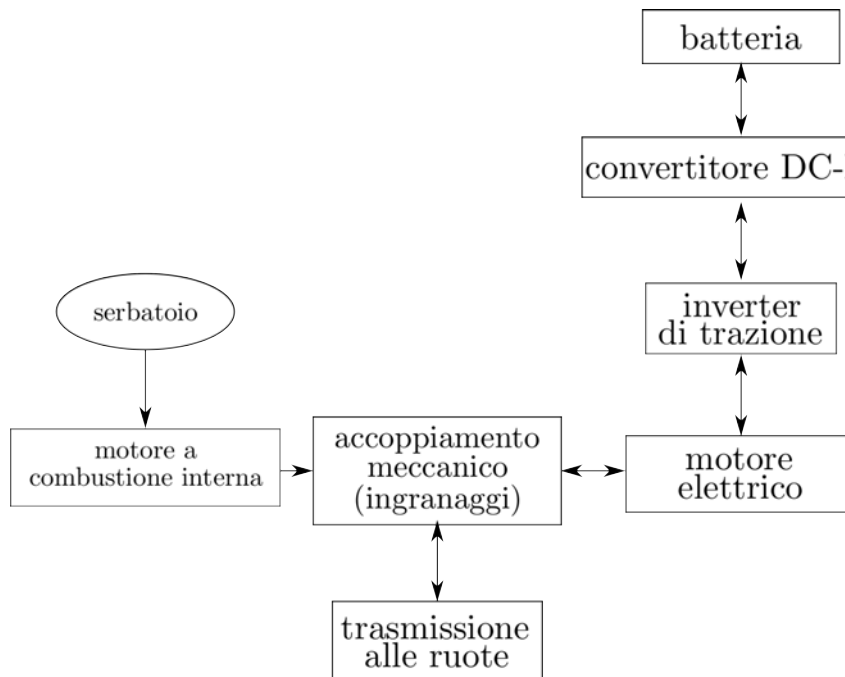 batteria
convertitore DC-
serbatoio
inverter
di trazione
motore a
combustione interna
accoppiamento
meccanico
(ingranaggi)
motore
elettrico
trasmissione
alle ruote